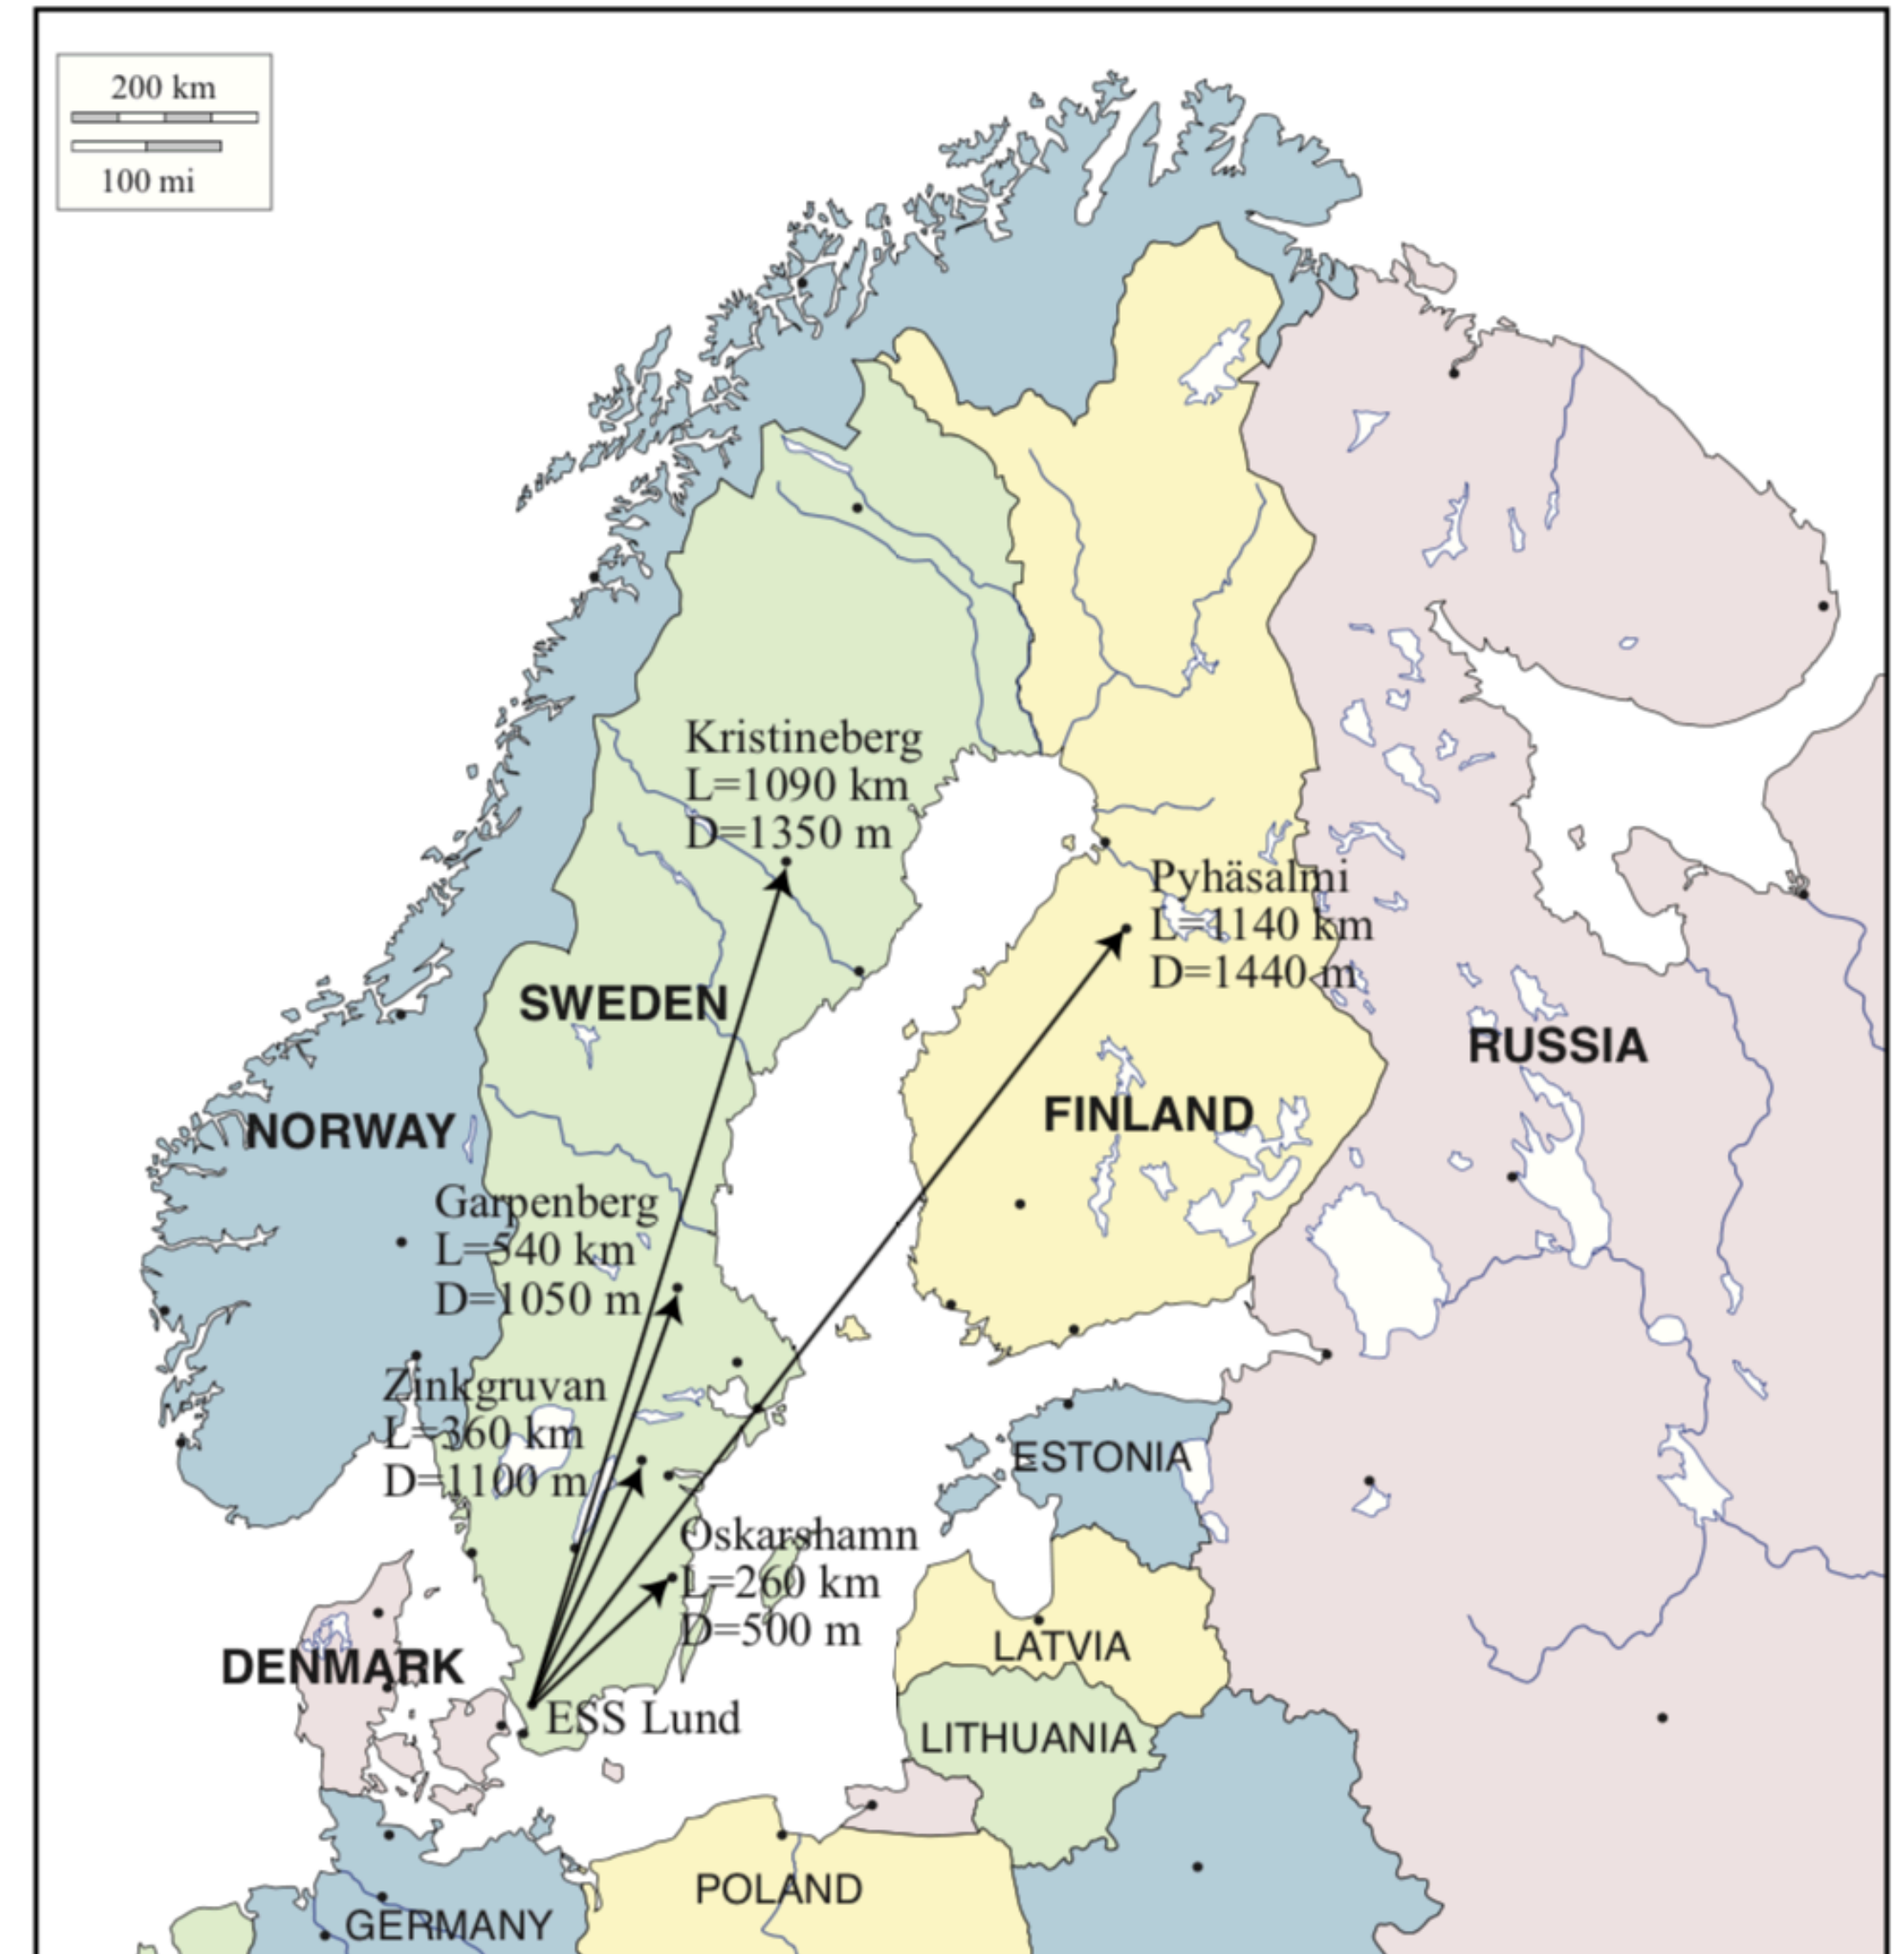 200 km
100 mi
Kristineberg
L=1090 km
D=1350 m
Pyhäsalmi
L=1140 km
D=1440 m
SWEDEN
RUSSIA
NORWAY
FINLAND
Garpenberg
L=540 km
D=1050 m
Zinkgruvan
L=360 km
D=1100 m
ESTONIA
Oskarshamn
L=260 km
D=500 m
LATVIA
DENMARK
ESS Lund
LITHUANIA
POLAND
GERMANY